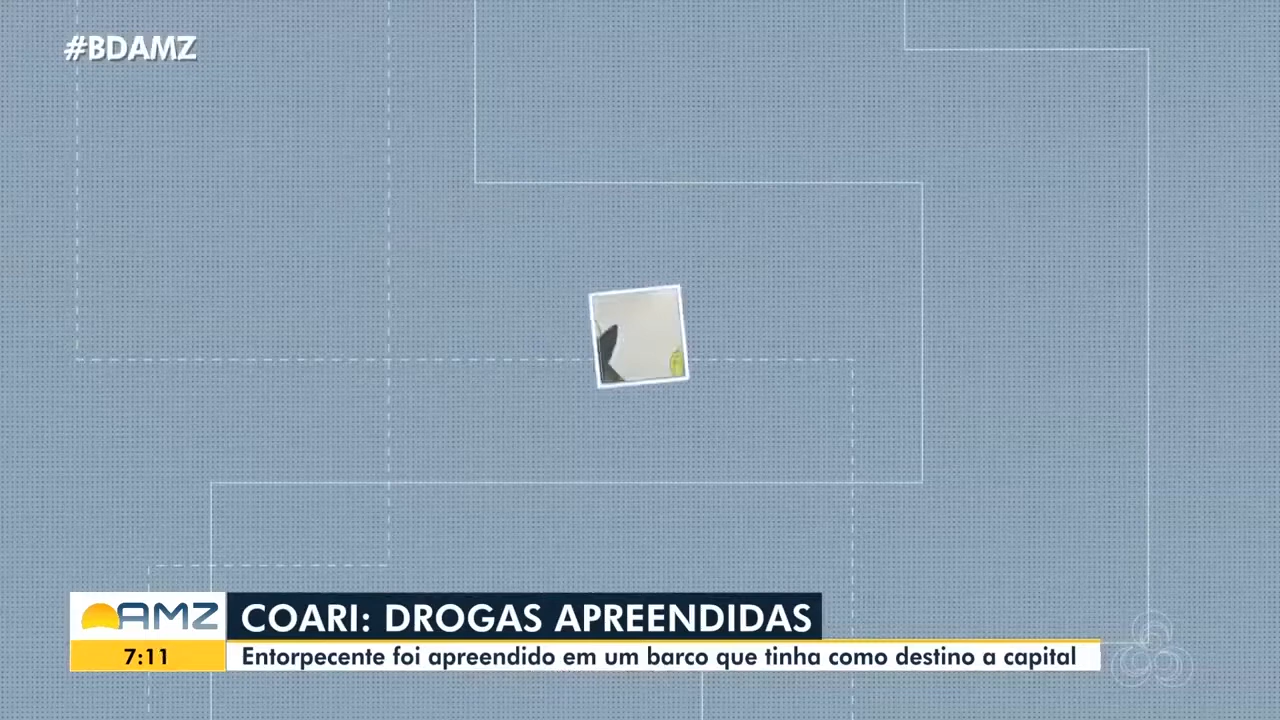 #BDAMZ
AMZ
COARI: DROGAS APREENDIDAS
7:11
Entorpecente foi apreendido em um barco que tinha como destino a capital